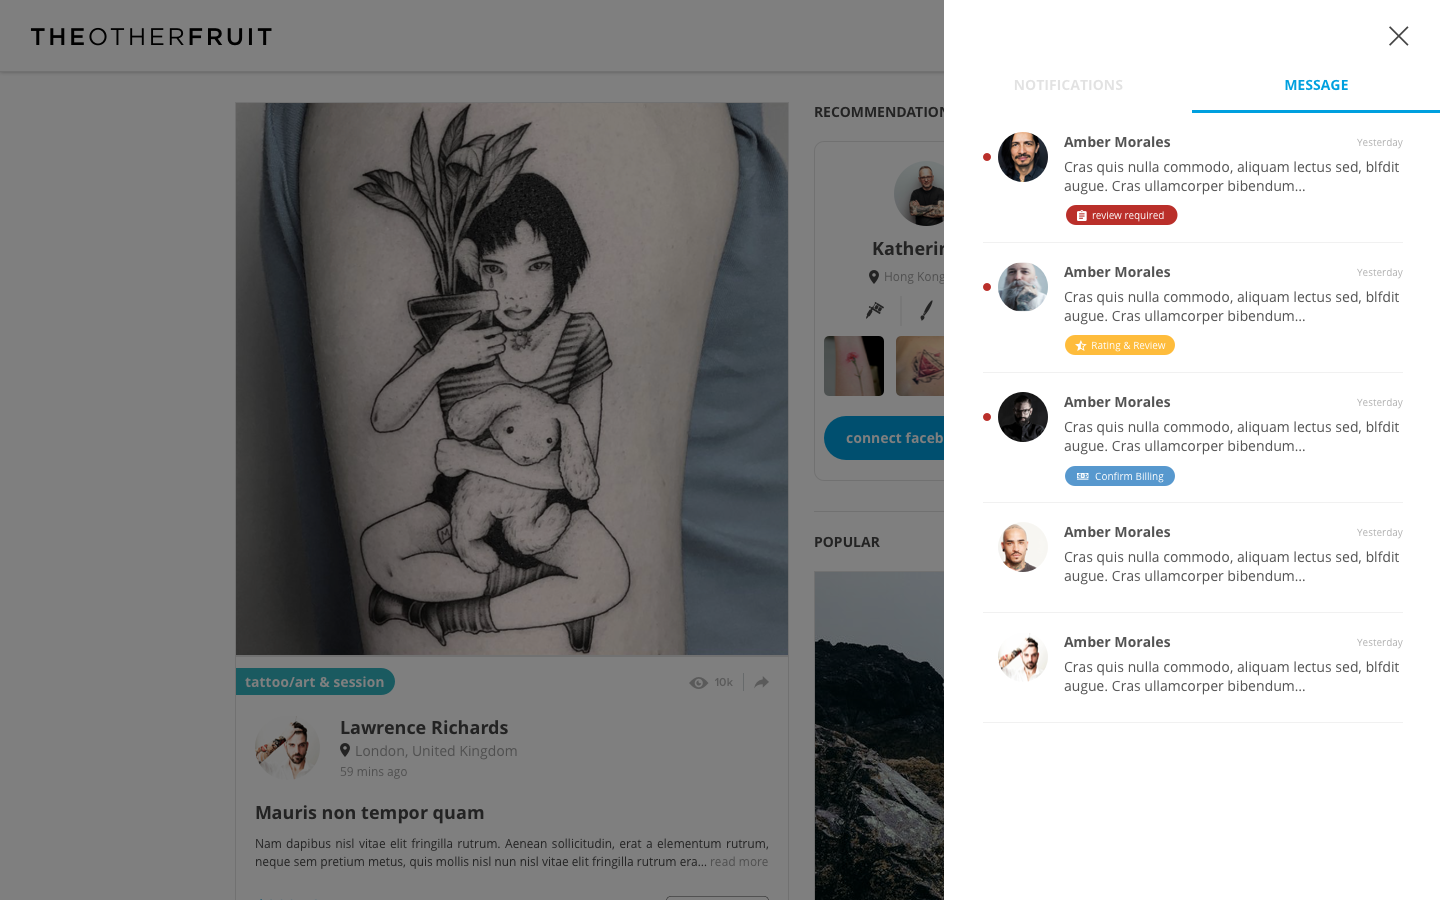 THEOTHERFRUIT
NOTIFICATIONS
MESSAGE
RECOMMENDATION
Hong Kong
connect
POPULAR
tattoo/art & session
10k
Lawrence Richards
London, United Kingdom
59 mins ago
Mauris non tempor quam
Nam dapibus nisl vitae elit fringilla rutrum. Aenean sollicitudin, erat a elementum rutrum,
neque sem pretium metus, quis mollis nisl nun nisl vitae elit fringilla rutrum era... read more
Amber Morales
Yesterday
Cras quis nulla commodo, aliquam lectus sed, blfdit
augue. Cras ullamcorper bibendum...
review required
Amber Morales
Yesterday
Cras quis nulla commodo, aliquam lectus sed, blfdit
augue. Cras ullamcorper bibendum...
Rating & Review
Amber Morales
Yesterday
Cras quis nulla commodo, aliquam lectus sed, blfdit
augue. Cras ullamcorper bibendum...
Confirm Billing
Amber Morales
Yesterday
Cras quis nulla commodo, aliquam lectus sed, blfdit
augue. Cras ullamcorper bibendum...
Amber Morales
Yesterday
Cras quis nulla commodo, aliquam lectus sed, blfdit
augue. Cras ullamcorper bibendum...